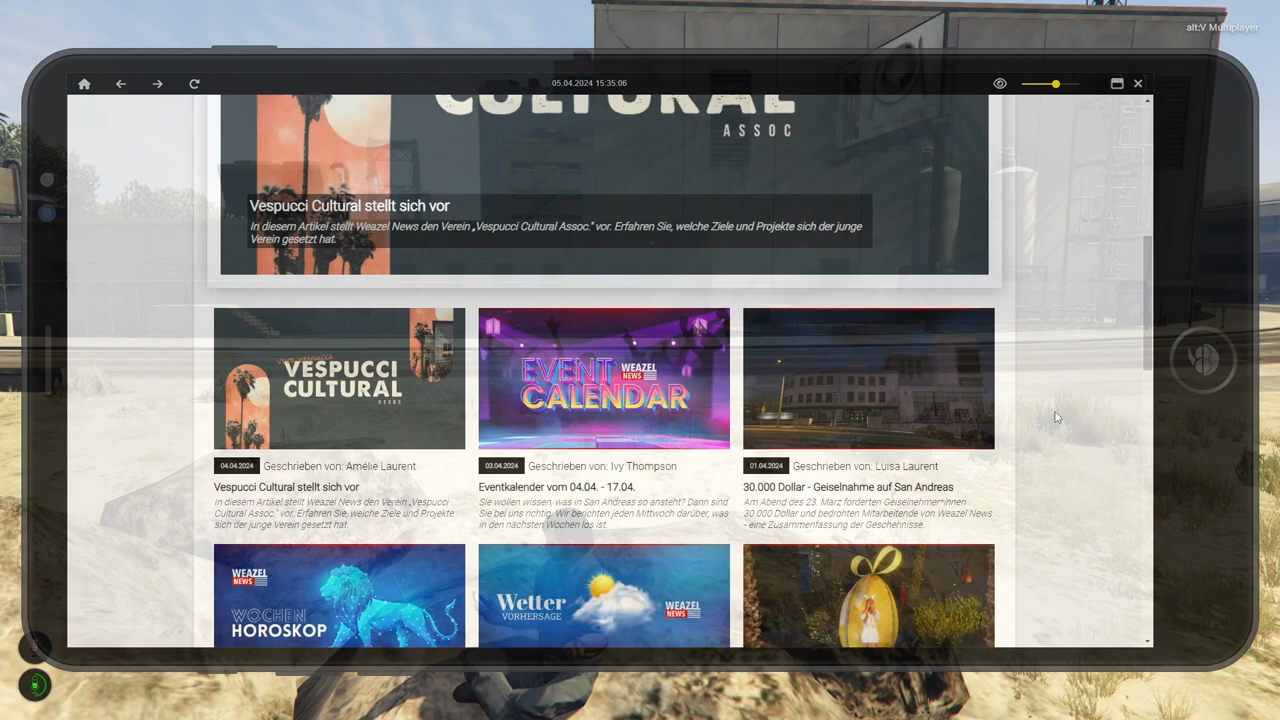 alt:V Multiplayer
05.04.2024 15:35:06
CULTURAL
ASSOC
Vespucci Cultural stellt sich vor
In diesem Artikel stellt Weazel News den Verein „Vespucci Cultural Assoc." vor. Erfahren Sie, welche Ziele und Projekte sich der junge
Verein gesetzt hat.
VESPUCCI
CULTURAL
ASSOC
EVENT
WEAZEL
NEWS
CALENDAR
04.04.2024 Geschrieben von: Amélie Laurent
Vespucci Cultural stellt sich vor
In diesem Artikel stellt Weazel News den Verein „Vespucci
Cultural Assoc." vor. Erfahren Sie, welche Ziele und Projekte
sich der junge Verein gesetzt hat.
03.04.2024 Geschrieben von: Ivy Thompson
Eventkalender vom 04.04. - 17.04.
Sie wollen wissen, was in San Andreas so ansteht? Dann sind
Sie bei uns richtig. Wir berichten jeden Mittwoch darüber, was
in den nächsten Wochen los ist.
01.04.2024 Geschrieben von: Luisa Laurent
30.000 Dollar - Geiselnahme auf San Andreas
Am Abend des 23. März forderten Geiselnehmer*innen
30.000 Dollar und bedrohten Mitarbeitende von Weazel News
- eine Zusammenfassung der Geschehnisse.
WEAZEL
NEWS
WOCHEN
HOROSKOP
Wetter
VORHERSAGE
WEAZEL
NEWS